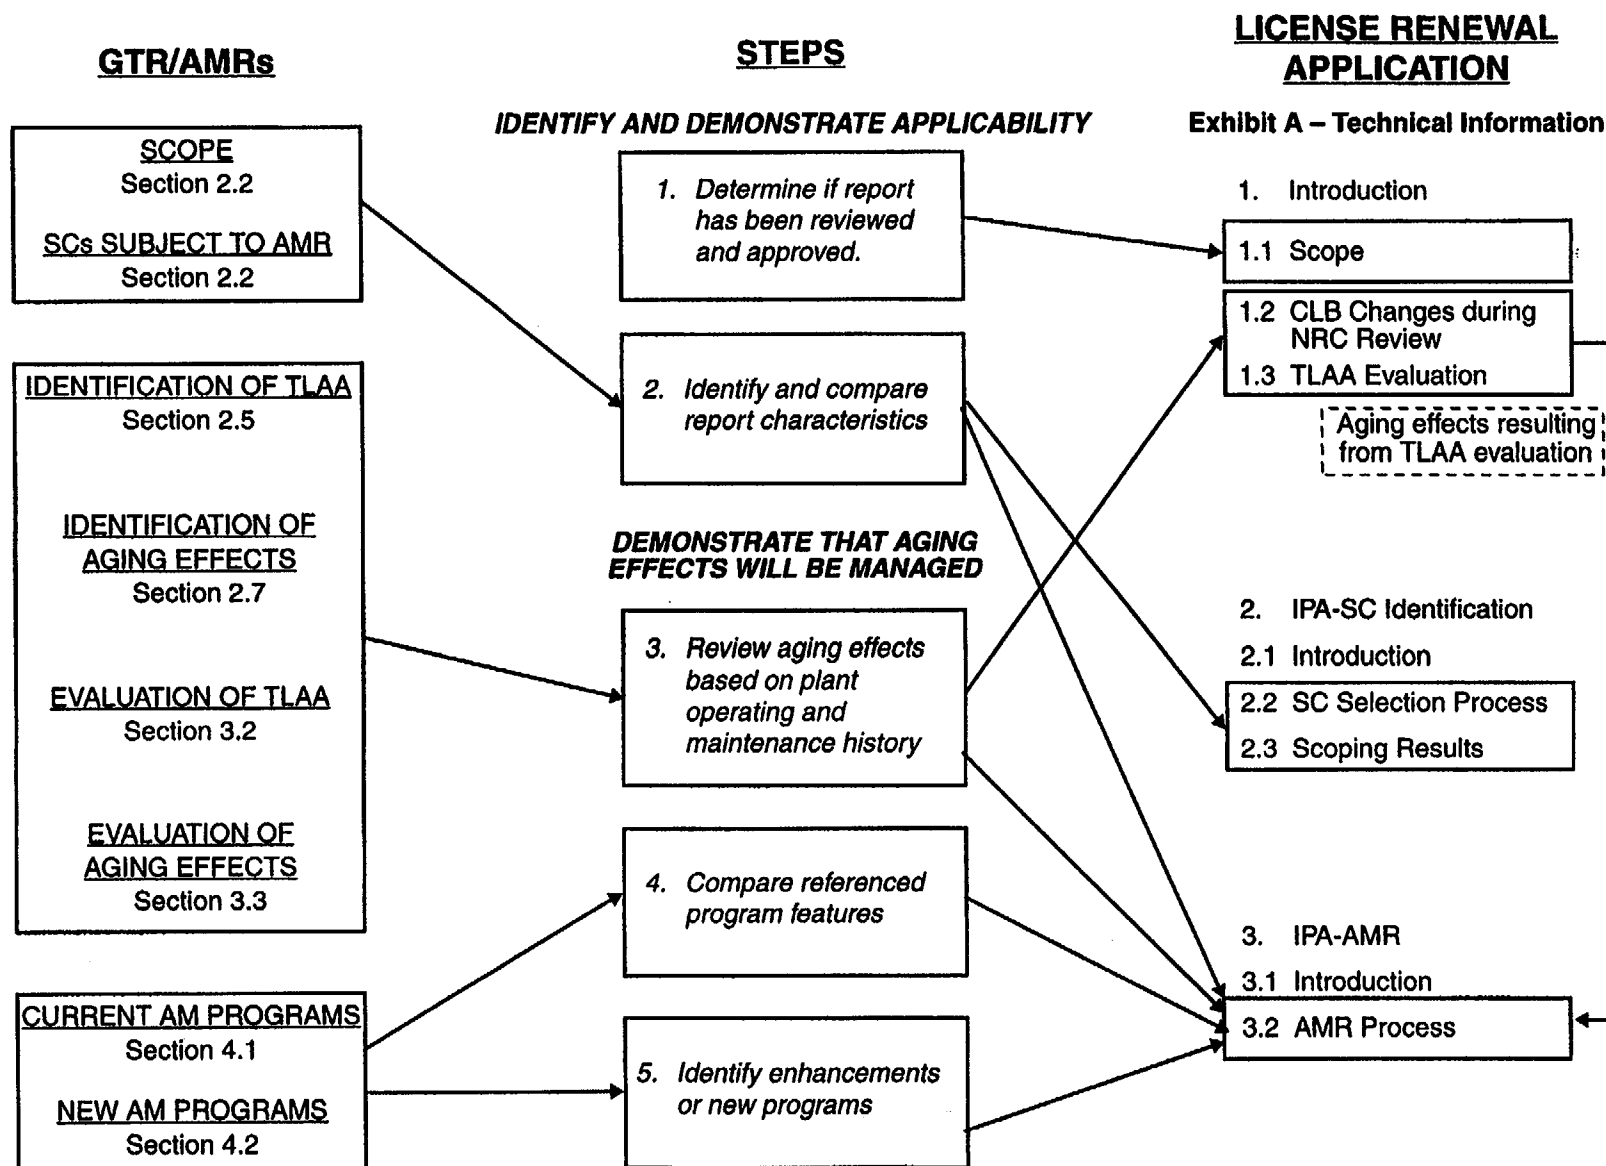 GTR/AMRs
SCOPE
Section 2.2
SCs SUBJECT TO AMR
Section 2.2
IDENTIFICATION OF TLAA
Section 2.5
IDENTIFICATION OF
AGING EFFECTS
Section 2.7
EVALUATION OF TLAA
Section 3.2
EVALUATION OF
AGING EFFECTS
Section 3.3
CURRENT AM PROGRAMS
Section 4.1
NEW AM PROGRAMS
Section 4.2
STEPS
IDENTIFY AND DEMONSTRATE APPLICABILITY
1. Determine if report
has been reviewed
and approved.
2. Identify and compare
report characteristics
DEMONSTRATE THAT AGING
EFFECTS WILL BE MANAGED
3. Review aging effects
based on plant
operating and
maintenance history
4. Compare referenced
program features
5. Identify enhancements
or new programs
LICENSE RENEWAL
APPLICATION
Exhibit A – Technical Information
1. Introduction
1.1 Scope
1.2 CLB Changes during
NRC Review
1.3 TLAA Evaluation
Aging effects resulting
from TLAA evaluation
2. IPA-SC Identification
2.1 Introduction
2.2 SC Selection Process
2.3 Scoping Results
3. IPA-AMR
3.1 Introduction
3.2 AMR Process